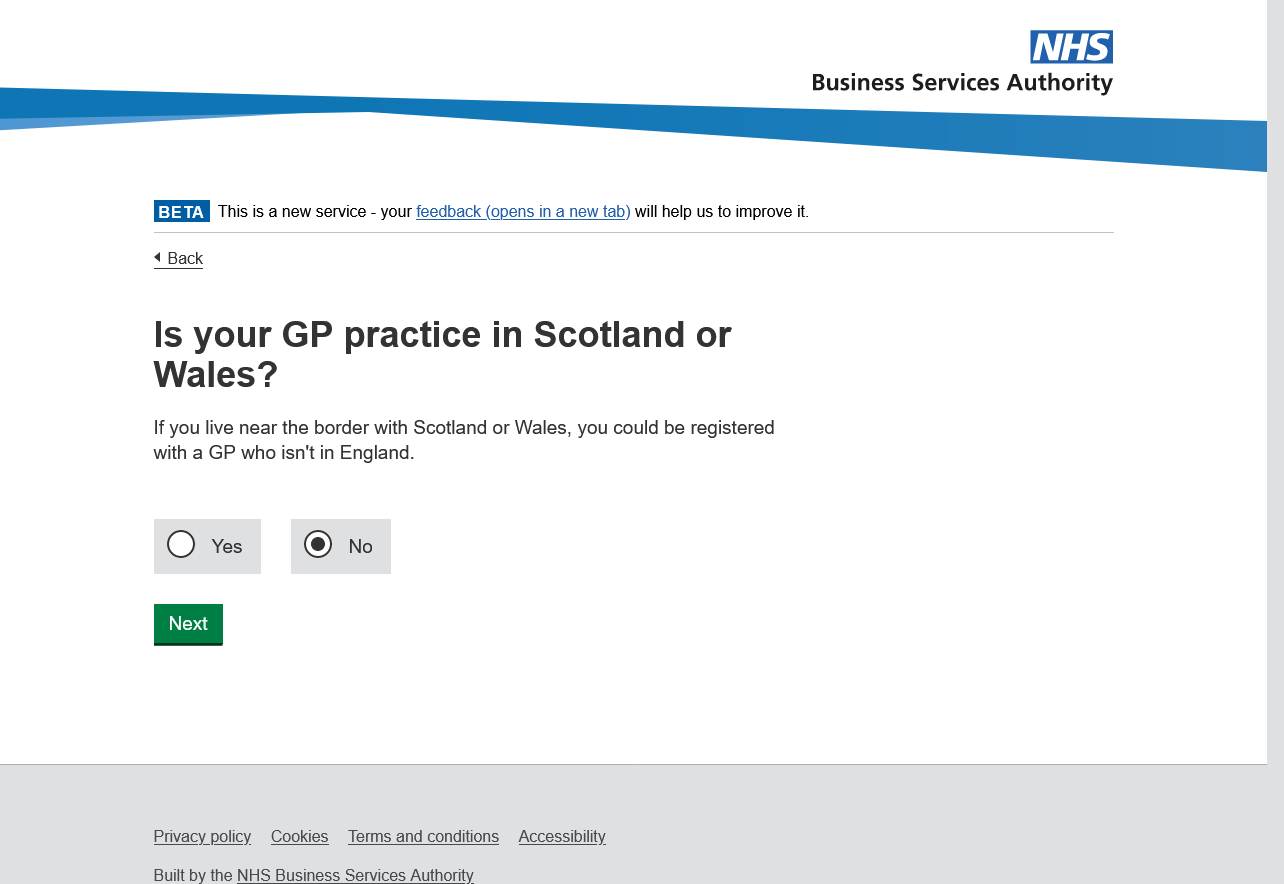 NHS
Business Services Authority
BETA This is a new service - your feedback (opens in a new tab) will help us to improve it.
Back
Is your GP practice in Scotland or
Wales?
If you live near the border with Scotland or Wales, you could be registered
with a GP who isn't in England.
Yes No
Next
Privacy policy Cookies Terms and conditions Accessibility
Built by the NHS Business Services Authority